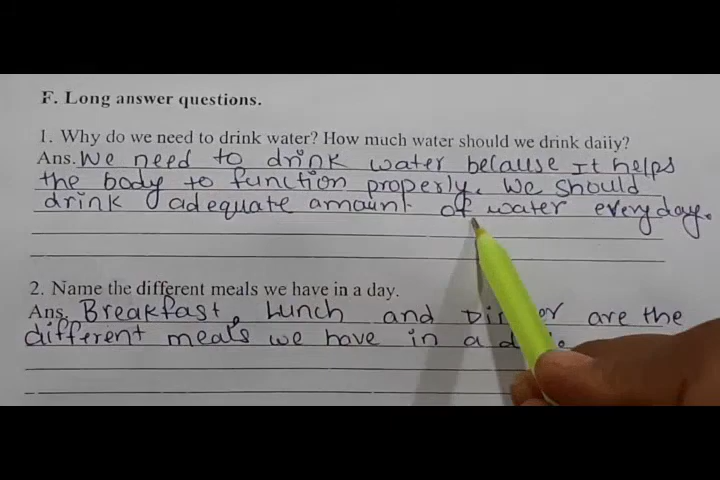 F. Long answer questions.
1. Why do we need to drink water? How much water should we drink daily?
Ans. We need to drink water because It helps
the body to function properly. We should
drink adequate amount of water everyday.
2. Name the different meals we have in a day.
Ans. Breakfast, Lunch and are the
different meals we have in a